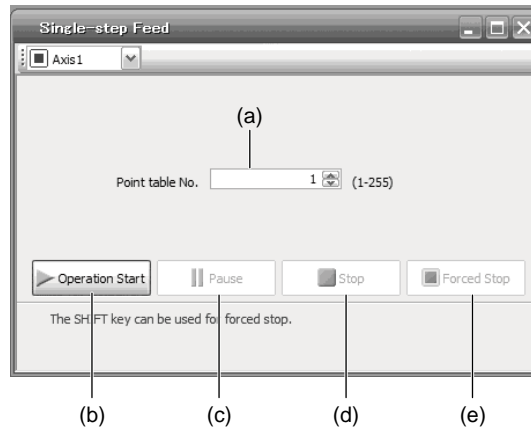 Single-step Feed
Axis1
(a)
Point table No. 1 (1-255)
Operation Start Pause Stop Forced Stop
The SHIFT key can be used for forced stop.
(b) (c) (d) (e)